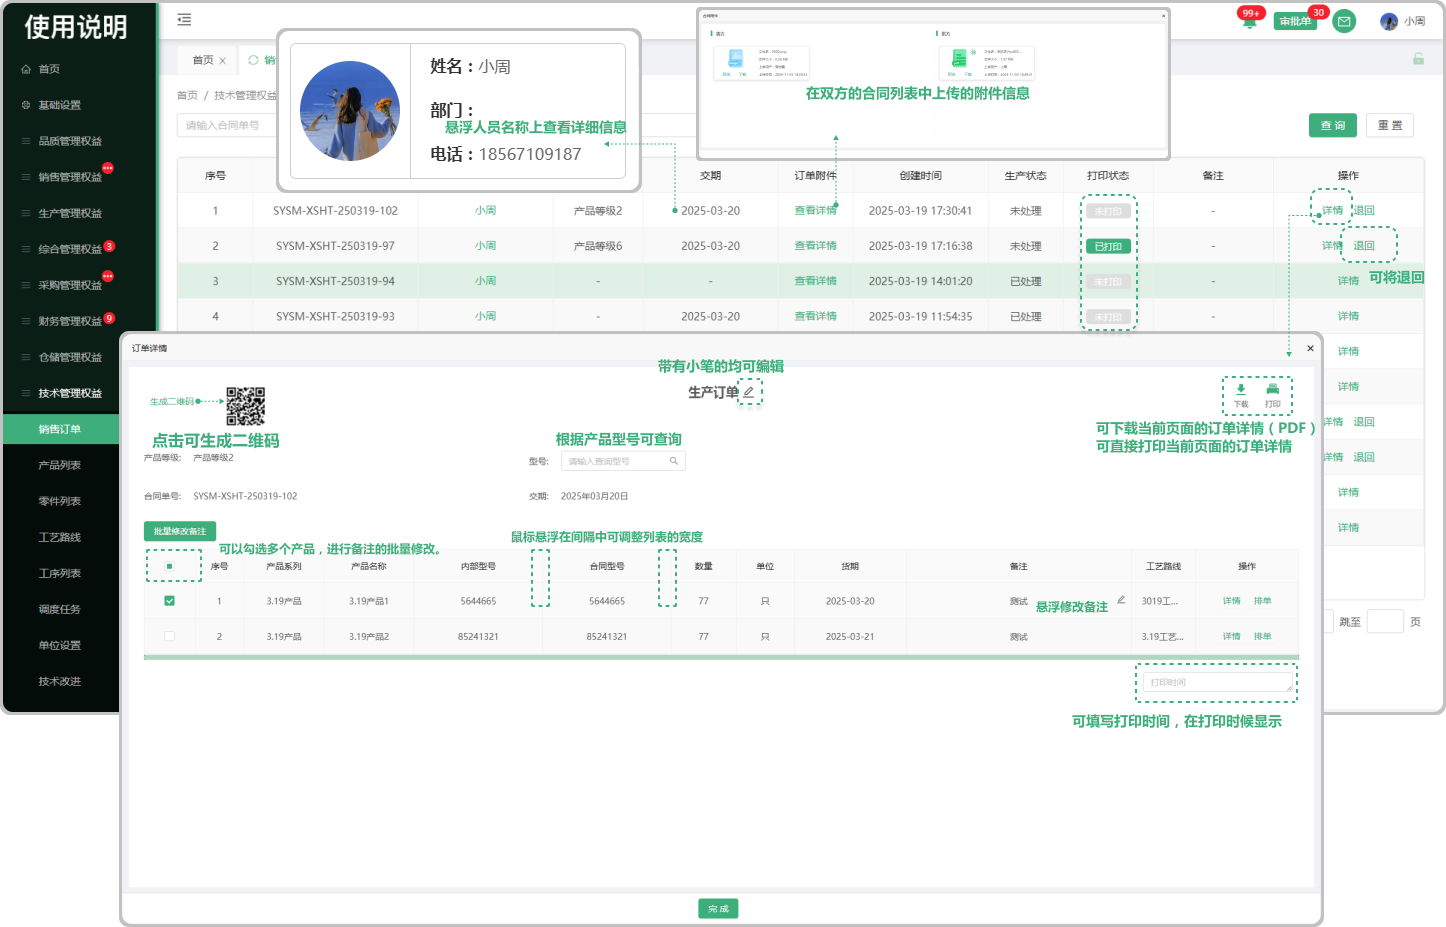 使用说明
首页
基础设置
品质管理权益
销售管理权益
生产管理权益
综合管理权益 3
采购管理权益
财务管理权益 9
仓储管理权益
技术管理权益
销售订单
产品列表
零件列表
工艺路线
工序列表
调度任务
单位设置
技术改进
99+
审批单 30
小周
首页 x
销
首页 / 技术管理权益
请输入合同单号
查 询
重 置
姓名：小周
部门：
悬浮人员名称上查看详细信息
电话：18567109187
在双方的合同列表中上传的附件信息
序号 交期 订单附件 创建时间 生产状态 打印状态 备注 操作
1 SYSM-XSHT-250319-102 小周 产品等级2 2025-03-20 查看详情 2025-03-19 17:30:41 未处理 未打印 - 详情 退回
2 SYSM-XSHT-250319-97 小周 产品等级6 2025-03-20 查看详情 2025-03-19 17:16:38 未处理 已打印 - 详情 退回
3 SYSM-XSHT-250319-94 小周 - - 查看详情 2025-03-19 14:01:20 已处理 未打印 - 详情
可将退回
4 SYSM-XSHT-250319-93 小周 - 2025-03-20 查看详情 2025-03-19 11:54:35 已处理 未打印 - 详情
详情
详情
详情 退回
详情 退回
详情
详情
跳至 页
订单详情
带有小笔的均可编辑
生产订单
生成二维码
点击可生成二维码
下载 打印
可下载当前页面的订单详情（PDF）
可直接打印当前页面的订单详情
根据产品型号可查询
产品等级: 产品等级2
型号: 请输入查询型号
合同单号: SYSM-XSHT-250319-102
交期: 2025年03月20日
批量修改备注
可以勾选多个产品，进行备注的批量修改。
鼠标悬浮在间隔中可调整列表的宽度
序号 产品系列 产品名称 内部型号 合同型号 数量 单位 货期 备注 工艺路线 操作
1 3.19产品 3.19产品1 5644665 5644665 77 只 2025-03-20 测试 3019工... 详情 排单
悬浮修改备注
2 3.19产品 3.19产品2 85241321 85241321 77 只 2025-03-21 测试 3.19工艺... 详情 排单
打印时间
可填写打印时间，在打印时候显示
完 成